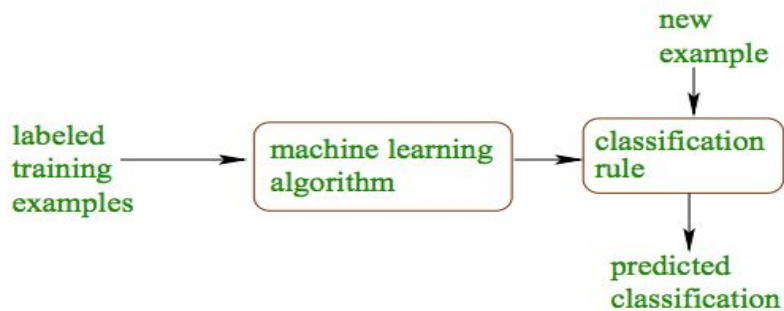 new
example
labeled
training
examples
machine learning
algorithm
classification
rule
predicted
classification